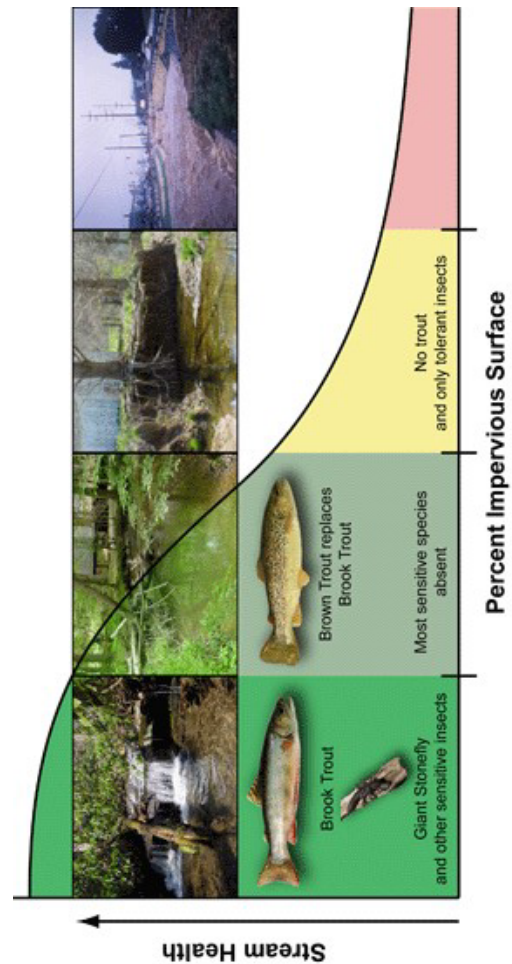 Stream Health
Brook Trout
Giant Stonefly
and other sensitive insects
Brown Trout replaces
Brook Trout
Most sensitive species
absent
No trout
and only tolerant insects
Percent Impervious Surface